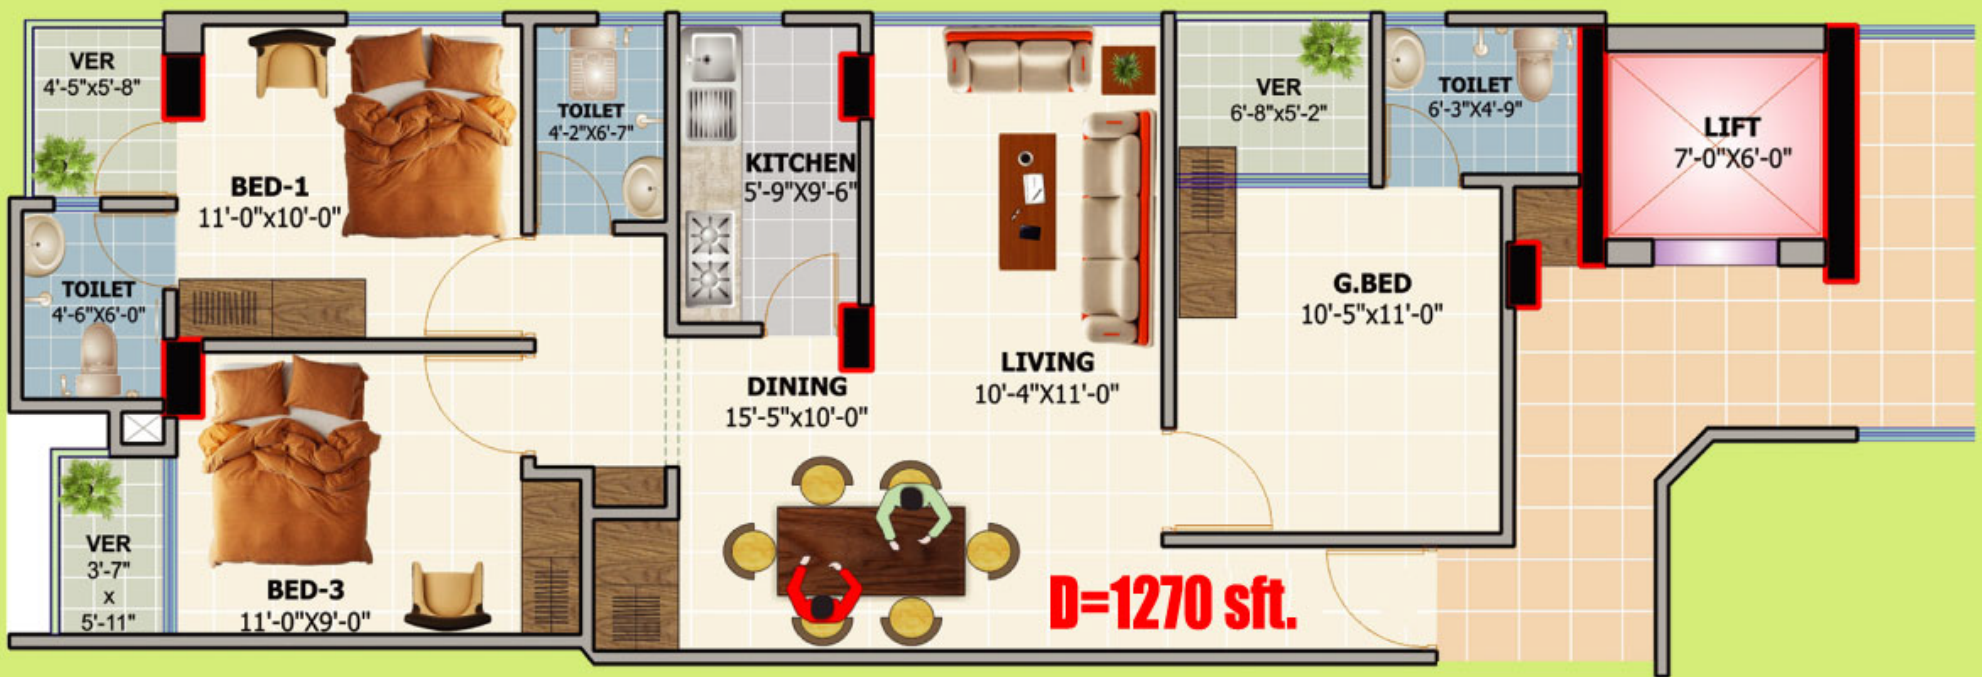 VER
4'-5"x5'-8"
BED-1
11'-0"x10'-0"
TOILET
4'-2"X6'-7"
KITCHEN
5'-9"X9'-6"
VER
6'-8"x5'-2"
TOILET
6'-3"X4'-9"
LIFT
7'-0"X6'-0"
TOILET
4'-6"X6'-0"
G.BED
10'-5"x11'-0"
LIVING
10'-4"X11'-0"
DINING
15'-5"x10'-0"
VER
3'-7"
x
5'-11"
BED-3
11'-0"X9'-0"
D=1270 sft.